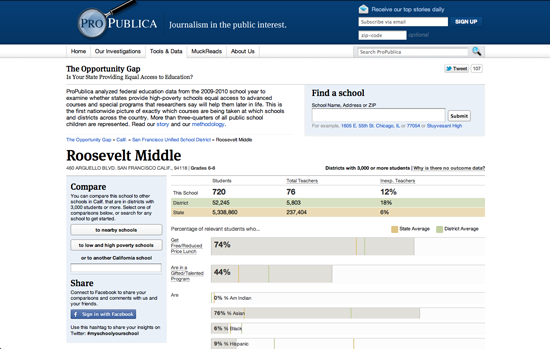 PRO PUBLICA
Journalism in the public interest.
Receive our top stories daily
Subscribe via email
SIGN UP
zip-code
optional
Home
Our Investigations
Tools & Data
MuckReads
About Us
Search ProPublica
The Opportunity Gap
Is Your State Providing Equal Access to Education?
Tweet
107
ProPublica analyzed federal education data from the 2009-2010 school year to
examine whether states provide high-poverty schools equal access to advanced
courses and special programs that researchers say will help them later in life. This is
the first nationwide picture of exactly which courses are being taken at which schools
and districts across the country. More than three-quarters of all public school
children are represented. Read our story and our methodology.
Find a school
School Name, Address or ZIP
Submit
For example, 1605 E. 55th St. Chicago, IL or 77054 or Stuyvesant High
The Opportunity Gap » Calif. » San Francisco Unified School District » Roosevelt Middle
Roosevelt Middle
460 ARGUELLO BLVD. SAN FRANCISCO CALIF., 94118 | Grades 6-8
Districts with 3,000 or more students | Why is there no outcome data?
Compare
You can compare this school to other
schools in Calif. that are in districts with
3,000 students or more. Select one of
comparisons below, or search for any
school to get started.
to nearby schools
to low and high poverty schools
or to another California school
Share
Connect to Facebook to share your
comparisons and comments with us and
your friends.
Sign in with Facebook
Use this hashtag to share your insights on
Twitter: #myschoolyourschool
Students
Total Teachers
Inexp. Teachers?
This School
720
76
12%
District
52,245
5,803
18%
State
5,338,860
237,404
6%
Percentage of relevant students who...
State Average
District Average
Get
Free/Reduced
Price Lunch
74%
Are in a
Gifted/Talented
Program
44%
Are
0% % Am Indian
76% % Asian
6% % Black
9% % Hispanic